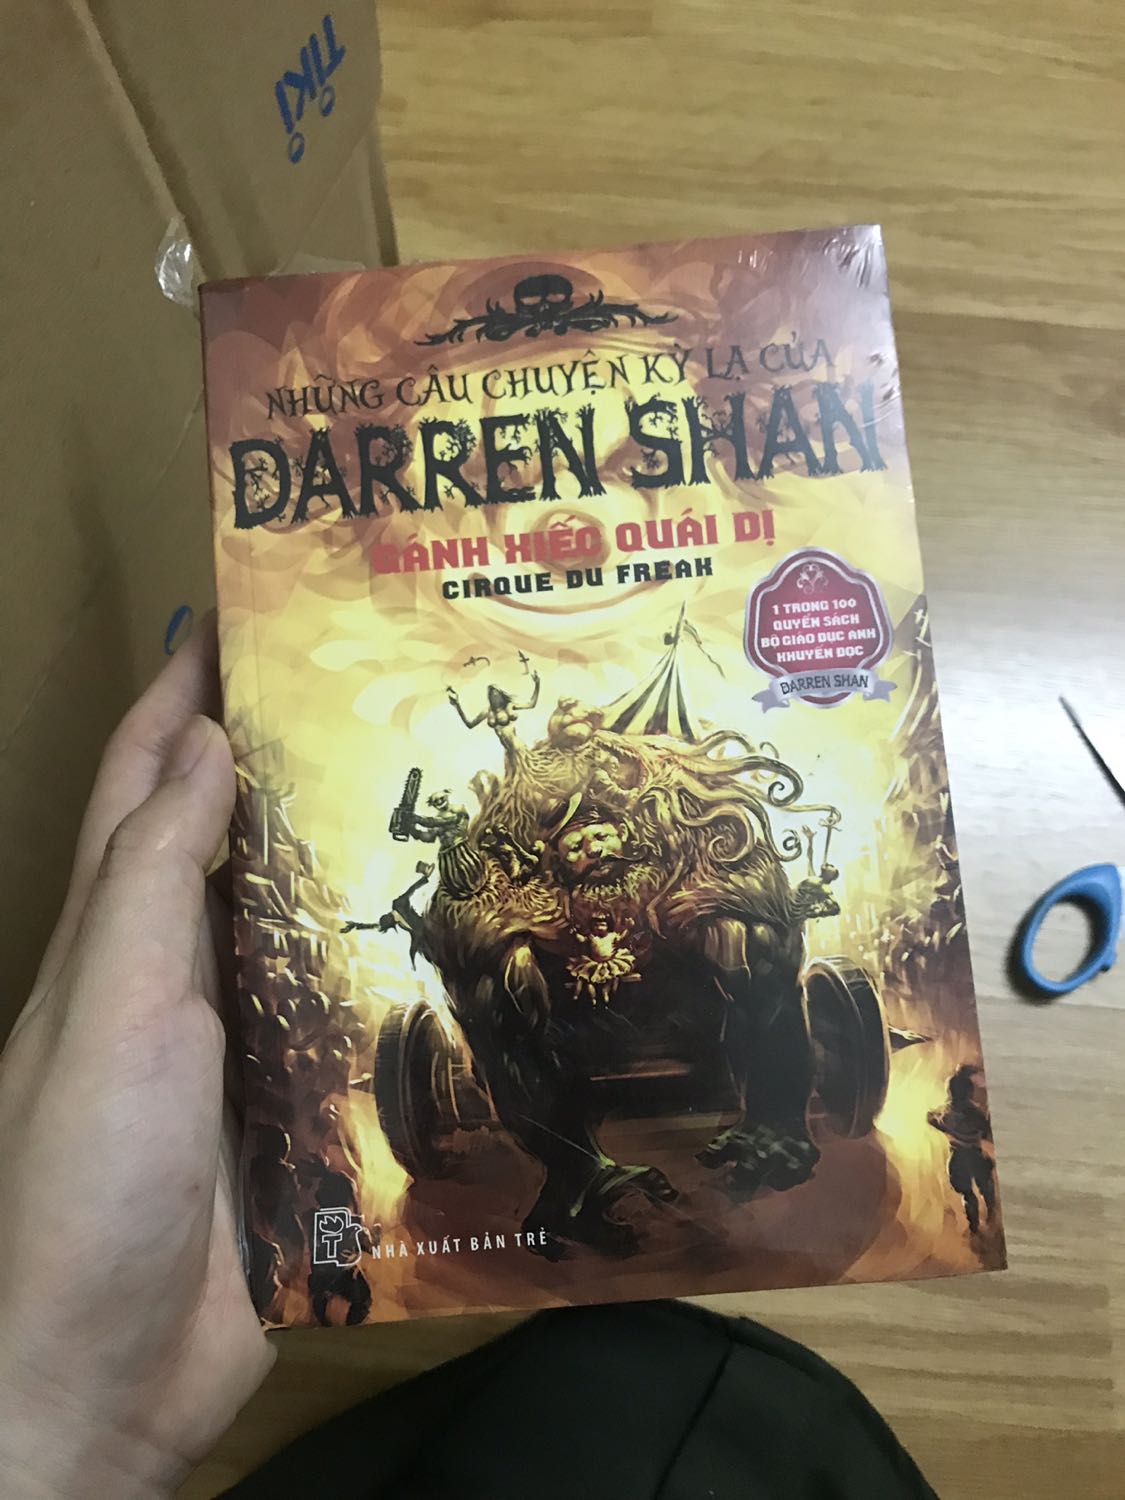 TIKI
NHỮNG CÂU CHUYỆN KỲ LẠ CỦA
DARREN SHAN
GÁNH XIẾC QUÁI DỊ
CIRQUE DU FREAK
1 TRONG 100
QUYỂN SÁCH
BỘ GIÁO DỤC ANH
KHUYẾN ĐỌC
DARREN SHAN
NHÀ XUẤT BẢN TRẺ